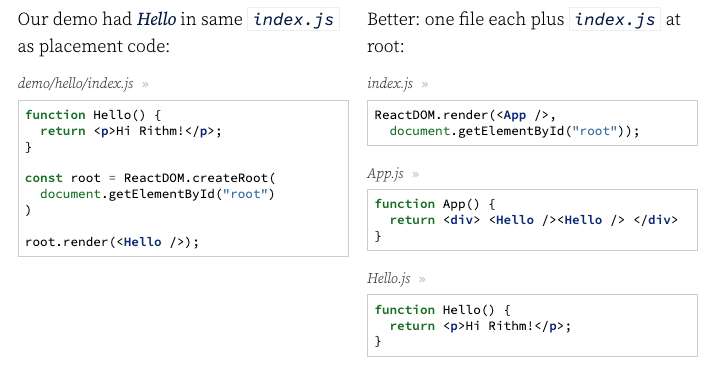 Our demo had Hello in same index.js
as placement code:
demo/hello/index.js »
function Hello() {
  return <p>Hi Rithm!</p>;
}
const root = ReactDOM.createRoot(
  document.getElementById("root")
)
root.render(<Hello />);
Better: one file each plus index.js at
root:
index.js »
ReactDOM.render(<App />,
  document.getElementById("root"));
App.js »
function App() {
  return <div> <Hello /><Hello /> </div>
}
Hello.js »
function Hello() {
  return <p>Hi Rithm!</p>;
}